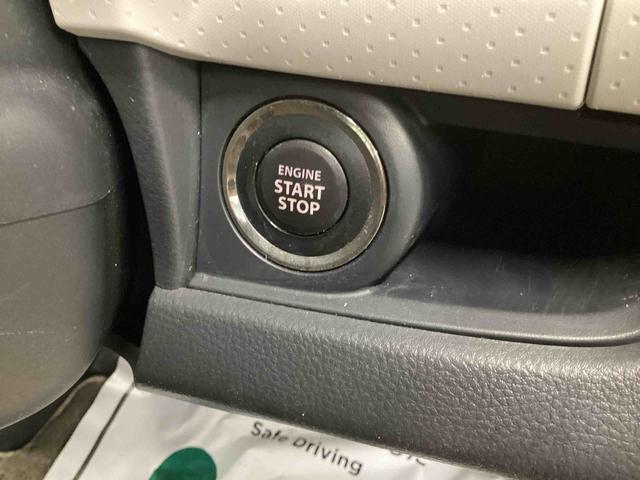 ENGINE
START
STOP
Safe Driving